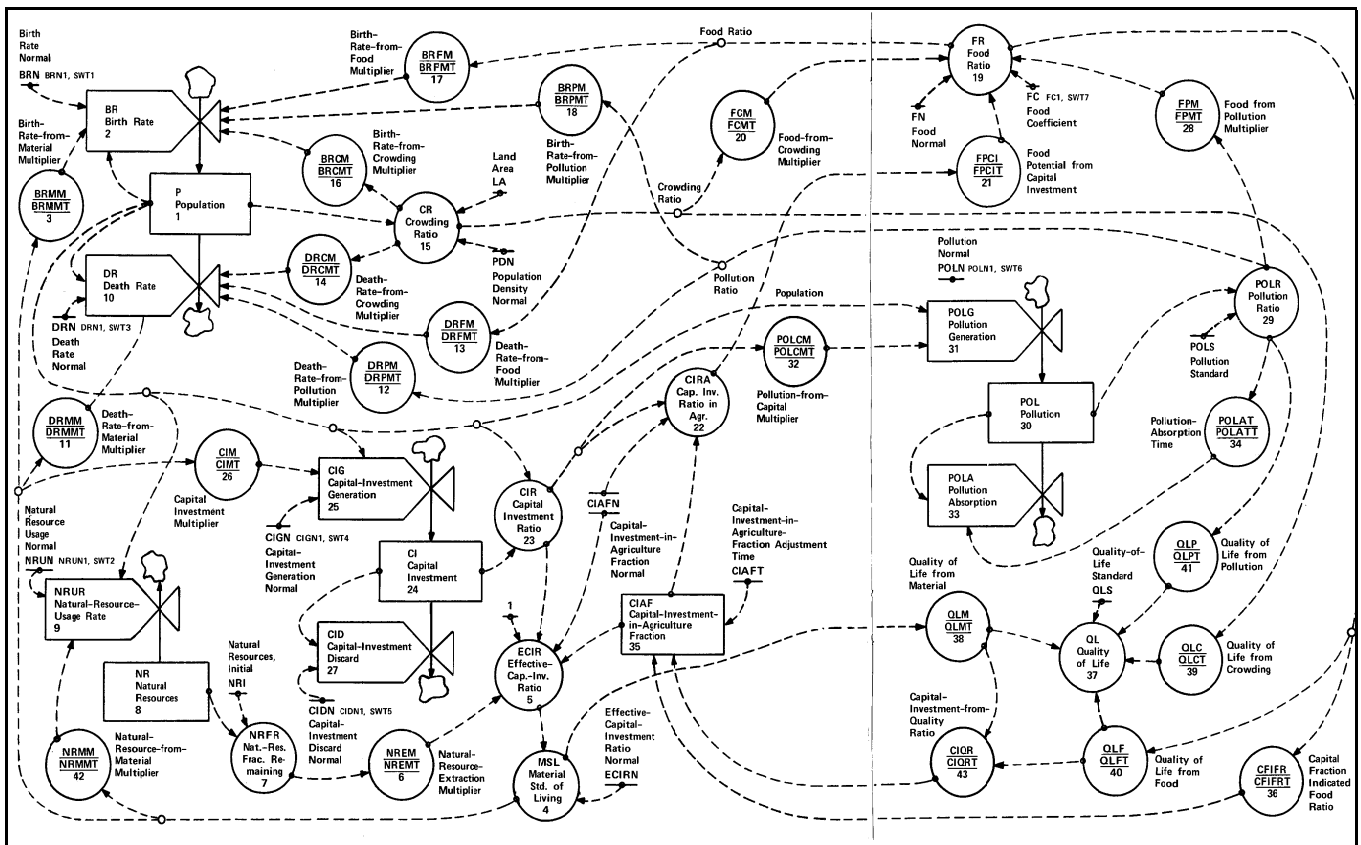 Birth
Rate
Normal
BRN BRN1, SWT1
BR
Birth Rate
2
Birth-
Rate-from-
Material
Multiplier
BRMM
BRMMT
3
Birth-
Rate-from-
Food
Multiplier
BRFM
BRFMT
17
BRPM
BRPMT
18
Birth-
Rate-from-
Pollution
Multiplier
Birth-
Rate-from-
Crowding
Multiplier
BRCM
BRCMT
16
Land
Area
LA
P
Population
1
CR
Crowding
Ratio
15
PDN
Population
Density
Normal
DR
Death Rate
10
DRN DRN1, SWT3
Death
Rate
Normal
DRCM
DRCMT
14
Death-
Rate-from-
Crowding
Multiplier
DRFM
DRFMT
13
Death-
Rate-from-
Food
Multiplier
Death-
Rate-from-
Pollution
Multiplier
DRPM
DRPMT
12
DRMM
DRMMT
11
Death-
Rate-from-
Material
Multiplier
Food Ratio
FCM
FCMT
20
Food-from-
Crowding
Multiplier
Crowding
Ratio
Pollution
Ratio
Population
FR
Food
Ratio
19
FN
Food
Normal
FC FC1, SWT7
Food
Coefficient
FPCI
FPCIT
21
Food
Potential from
Capital
Investment
FPM
FPMT
28
Food from
Pollution
Multiplier
Pollution
Normal
POLN POLN1, SWT6
POLG
Pollution
Generation
31
POLR
Pollution
Ratio
29
POLS
Pollution
Standard
POLCM
POLCMT
32
Pollution-from-
Capital
Multiplier
CIRA
Cap. Inv.
Ratio in
Agr.
22
POL
Pollution
30
Pollution-
Absorption
Time
POLAT
POLATT
34
POLA
Pollution
Absorption
33
CIM
CIMT
26
Capital
Investment
Multiplier
CIG
Capital-Investment
Generation
25
CIGN CIGN1, SWT4
Capital-
Investment
Generation
Normal
CIR
Capital
Investment
Ratio
23
CIAFN
Capital-
Investment-in-
Agriculture
Fraction
Normal
Capital-
Investment-in-
Agriculture-
Fraction Adjustment
Time
CIAFT
CI
Capital
Investment
24
CID
Capital-Investment
Discard
27
CIDN CIDN1, SWT5
Capital-
Investment
Discard
Normal
Natural
Resource
Usage
Normal
NRUN NRUN1, SWT2
NRUR
Natural-Resource-
Usage Rate
9
NR
Natural
Resources
8
Natural
Resources,
Initial
NRI
NRFR
Nat.-Res.
Frac. Re-
maining
7
NRMM
NRMMT
42
Natural-
Resource-from-
Material
Multiplier
NREM
NREMT
6
Natural-
Resource-
Extraction
Multiplier
1
ECIR
Effective-
Cap.-Inv.
Ratio
5
MSL
Material
Std. of
Living
4
Effective-
Capital-
Investment
Ratio
Normal
ECIRN
CIAF
Capital-Investment-
in-Agriculture
Fraction
35
Quality of
Life from
Material
QLM
QLMT
38
Quality-of-
Life
Standard
QLS
QLP
QLPT
41
Quality of
Life from
Pollution
QL
Quality
of Life
37
QLC
QLCT
39
Quality of
Life from
Crowding
Capital-
Investment-from-
Quality
Ratio
CIQR
CIQRT
43
QLF
QLFT
40
Quality of
Life from
Food
CFIFR
CFIFRT
36
Capital
Fraction
Indicated
Food
Ratio